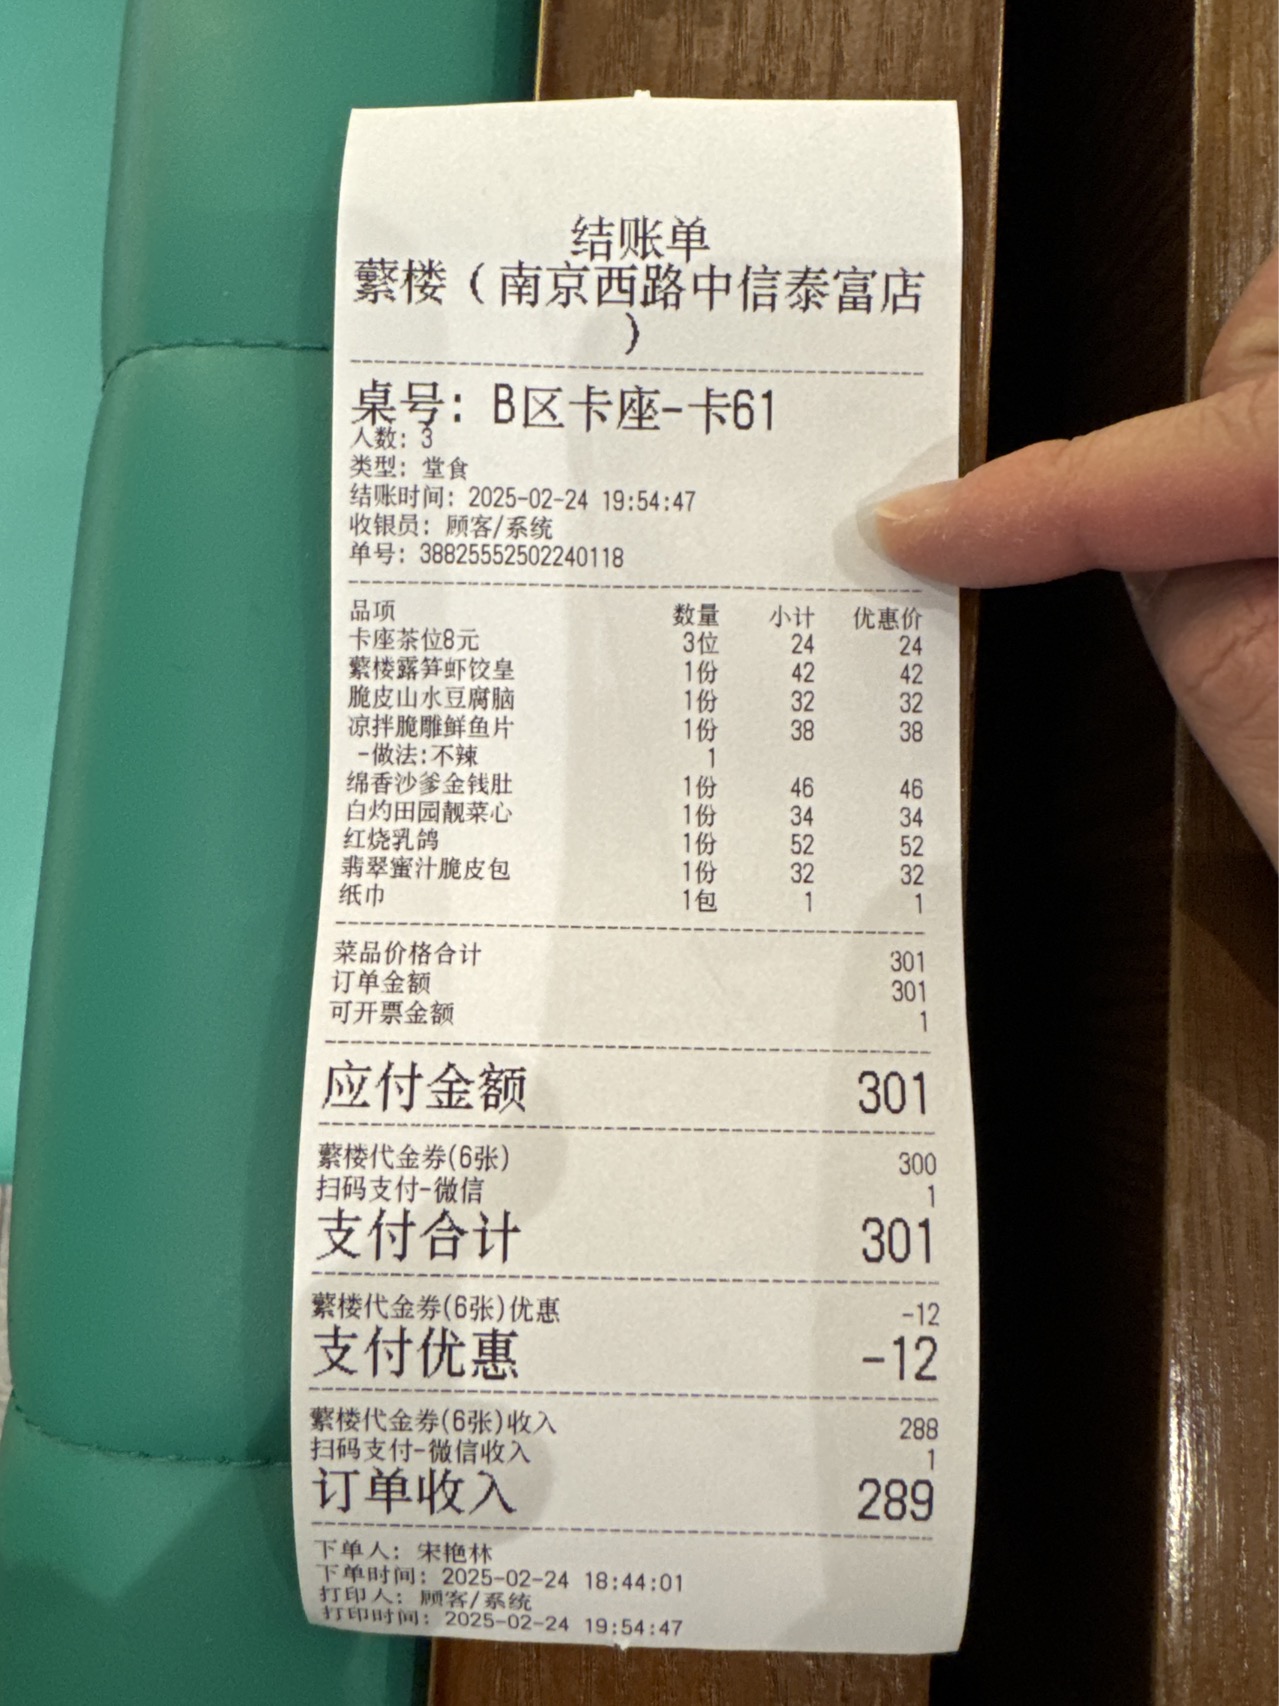 结账单
蘩楼（南京西路中信泰富店
）
桌号: B区卡座-卡61
人数: 3
类型: 堂食
结账时间: 2025-02-24 19:54:47
收银员: 顾客/系统
单号: 38825552502240118
品项 数量 小计 优惠价
卡座茶位8元 3位 24 24
蘩楼露笋虾饺皇 1份 42 42
脆皮山水豆腐脑 1份 32 32
凉拌脆雕鲜鱼片 1份 38 38
-做法:不辣 1
绵香沙爹金钱肚 1份 46 46
白灼田园靓菜心 1份 34 34
红烧乳鸽 1份 52 52
翡翠蜜汁脆皮包 1份 32 32
纸巾 1包 1 1
菜品价格合计 301
订单金额 301
可开票金额 1
应付金额 301
蘩楼代金券(6张) 300
扫码支付-微信 1
支付合计 301
蘩楼代金券(6张)优惠 -12
支付优惠 -12
蘩楼代金券(6张)收入 288
扫码支付-微信收入 1
订单收入 289
下单人: 宋艳林
下单时间: 2025-02-24 18:44:01
打印人: 顾客/系统
打印时间: 2025-02-24 19:54:47